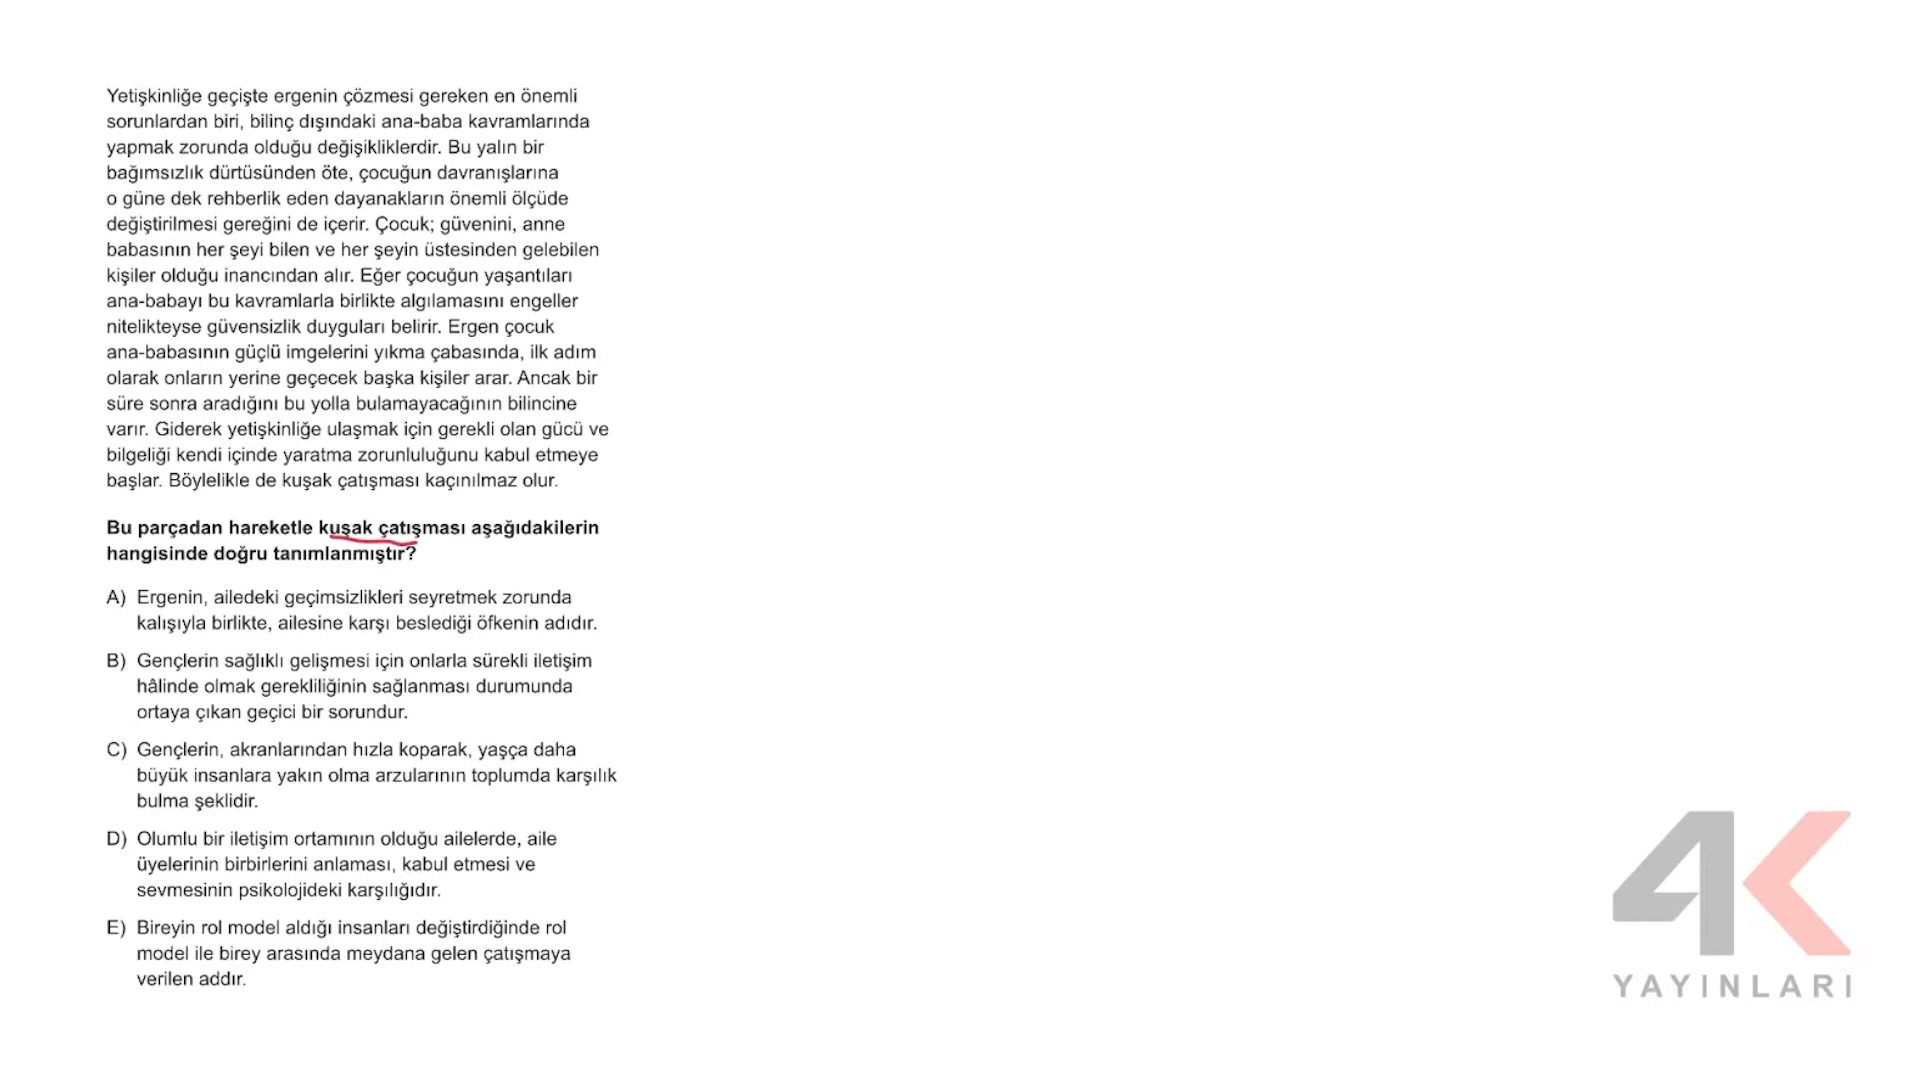 Yetişkinliğe geçişte ergenin çözmesi gereken en önemli
sorunlardan biri, bilinç dışındaki ana-baba kavramlarında
yapmak zorunda olduğu değişikliklerdir. Bu yalın bir
bağımsızlık dürtüsünden öte, çocuğun davranışlarına
o güne dek rehberlik eden dayanakların önemli ölçüde
değiştirilmesi gereğini de içerir. Çocuk; güvenini, anne
babasının her şeyi bilen ve her şeyin üstesinden gelebilen
kişiler olduğu inancından alır. Eğer çocuğun yaşantıları
ana-babayı bu kavramlarla birlikte algılamasını engeller
nitelikteyse güvensizlik duyguları belirir. Ergen çocuk
ana-babasının güçlü imgelerini yıkma çabasında, ilk adım
olarak onların yerine geçecek başka kişiler arar. Ancak bir
süre sonra aradığını bu yolla bulamayacağının bilincine
varır. Giderek yetişkinliğe ulaşmak için gerekli olan gücü ve
bilgeliği kendi içinde yaratma zorunluluğunu kabul etmeye
başlar. Böylelikle de kuşak çatışması kaçınılmaz olur.
Bu parçadan hareketle kuşak çatışması aşağıdakilerin
hangisinde doğru tanımlanmıştır?
A) Ergenin, ailedeki geçimsizlikleri seyretmek zorunda
kalışıyla birlikte, ailesine karşı beslediği öfkenin adıdır.
B) Gençlerin sağlıklı gelişmesi için onlarla sürekli iletişim
hâlinde olmak gerekliliğinin sağlanması durumunda
ortaya çıkan geçici bir sorundur.
C) Gençlerin, akranlarından hızla koparak, yaşça daha
büyük insanlara yakın olma arzularının toplumda karşılık
bulma şeklidir.
D) Olumlu bir iletişim ortamının olduğu ailelerde, aile
üyelerinin birbirlerini anlaması, kabul etmesi ve
sevmesinin psikolojideki karşılığıdır.
E) Bireyin rol model aldığı insanları değiştirdiğinde rol
model ile birey arasında meydana gelen çatışmaya
verilen addır.
4K
YAYINLARI